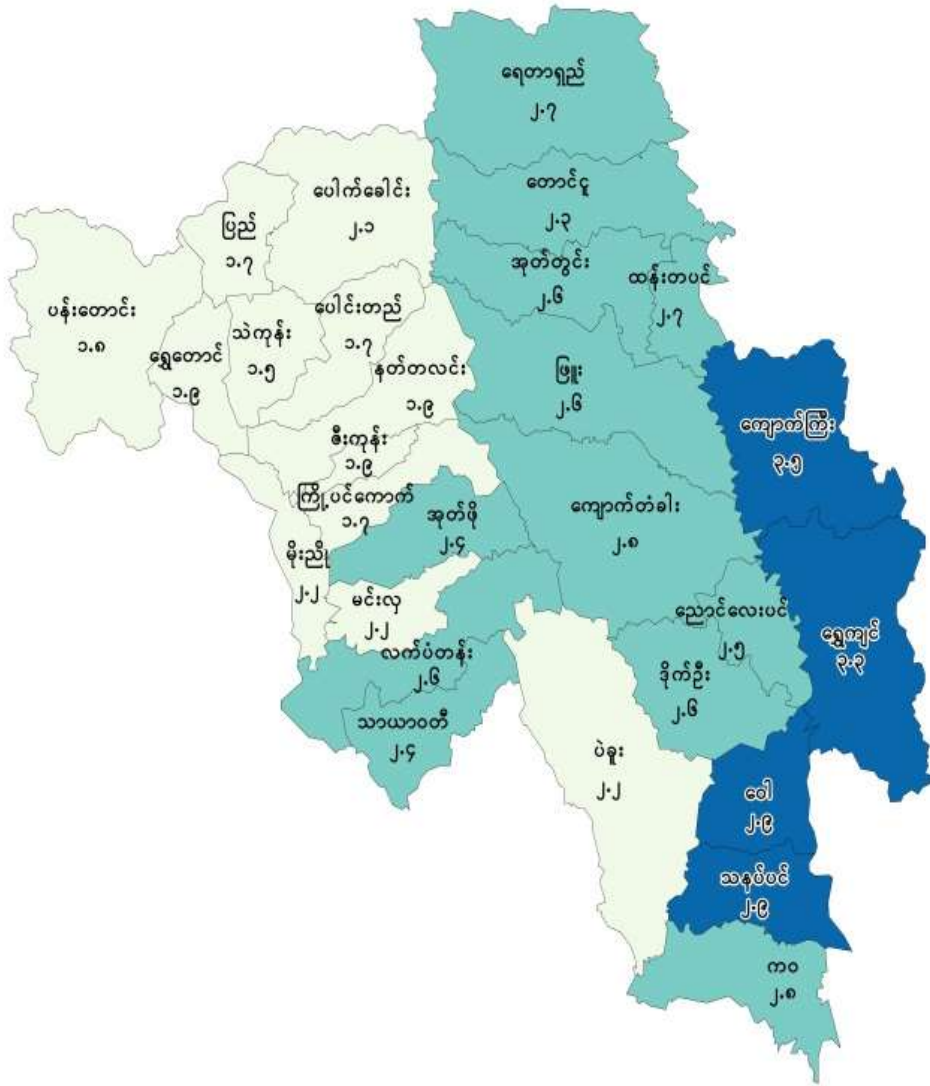 ရေတာရှည်
၂.၇
တောင်ငူ
၂.၃
ပေါက်ခေါင်း
၂.၁
ပြည်
၁.၇
အုတ်တွင်း
၂.၆
ထန်းတပင်
၂.၇
ပန်းတောင်း
၁.၈
ရွှေတောင်
၁.၉
သဲကုန်း
၁.၅
ပေါင်းတည်
၁.၇
နတ်တလင်း
၁.၉
ဖြူး
၂.၆
ကျောက်ကြီး
၃.၅
ဇီးကုန်း
၁.၉
ကြို့ပင်ကောက်
၁.၇
အုတ်ဖို
၂.၄
ကျောက်တံခါး
၂.၈
မိုးညို
၂.၂
မင်းလှ
၂.၂
ညောင်လေးပင်
၂.၅
ရွှေကျင်
၃.၃
လက်ပံတန်း
၂.၆
ဒိုက်ဦး
၂.၆
သာယာဝတီ
၂.၄
ပဲခူး
၂.၂
ဝေါ
၂.၉
သနပ်ပင်
၂.၉
ကဝ
၂.၈